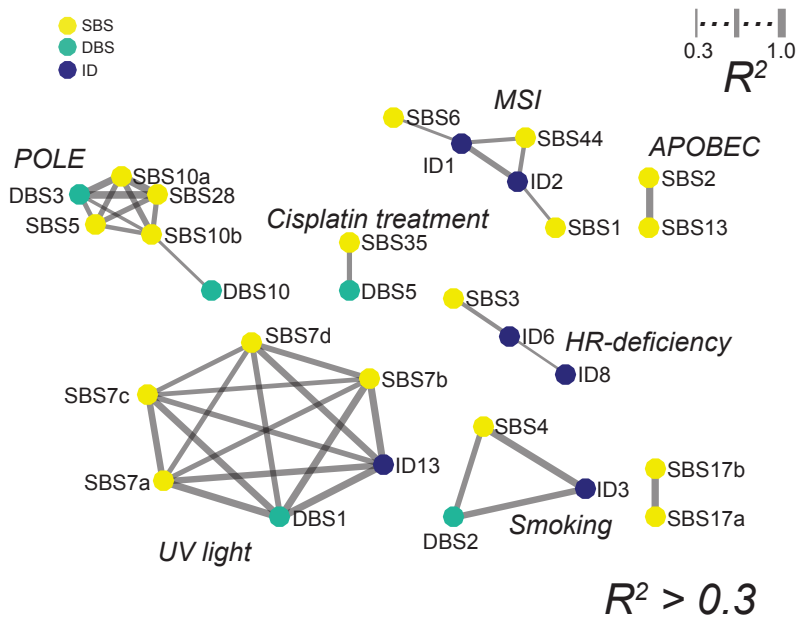 SBS
DBS
ID
0.3
1.0
R²
MSI
SBS6
SBS44
ID1
ID2
SBS1
APOBEC
SBS2
SBS13
POLE
SBS10a
DBS3
SBS28
SBS5
SBS10b
DBS10
Cisplatin treatment
SBS35
DBS5
SBS3
ID6
HR-deficiency
ID8
SBS7d
SBS7b
SBS7c
ID13
SBS7a
DBS1
UV light
SBS4
ID3
DBS2
Smoking
SBS17b
SBS17a
R² > 0.3